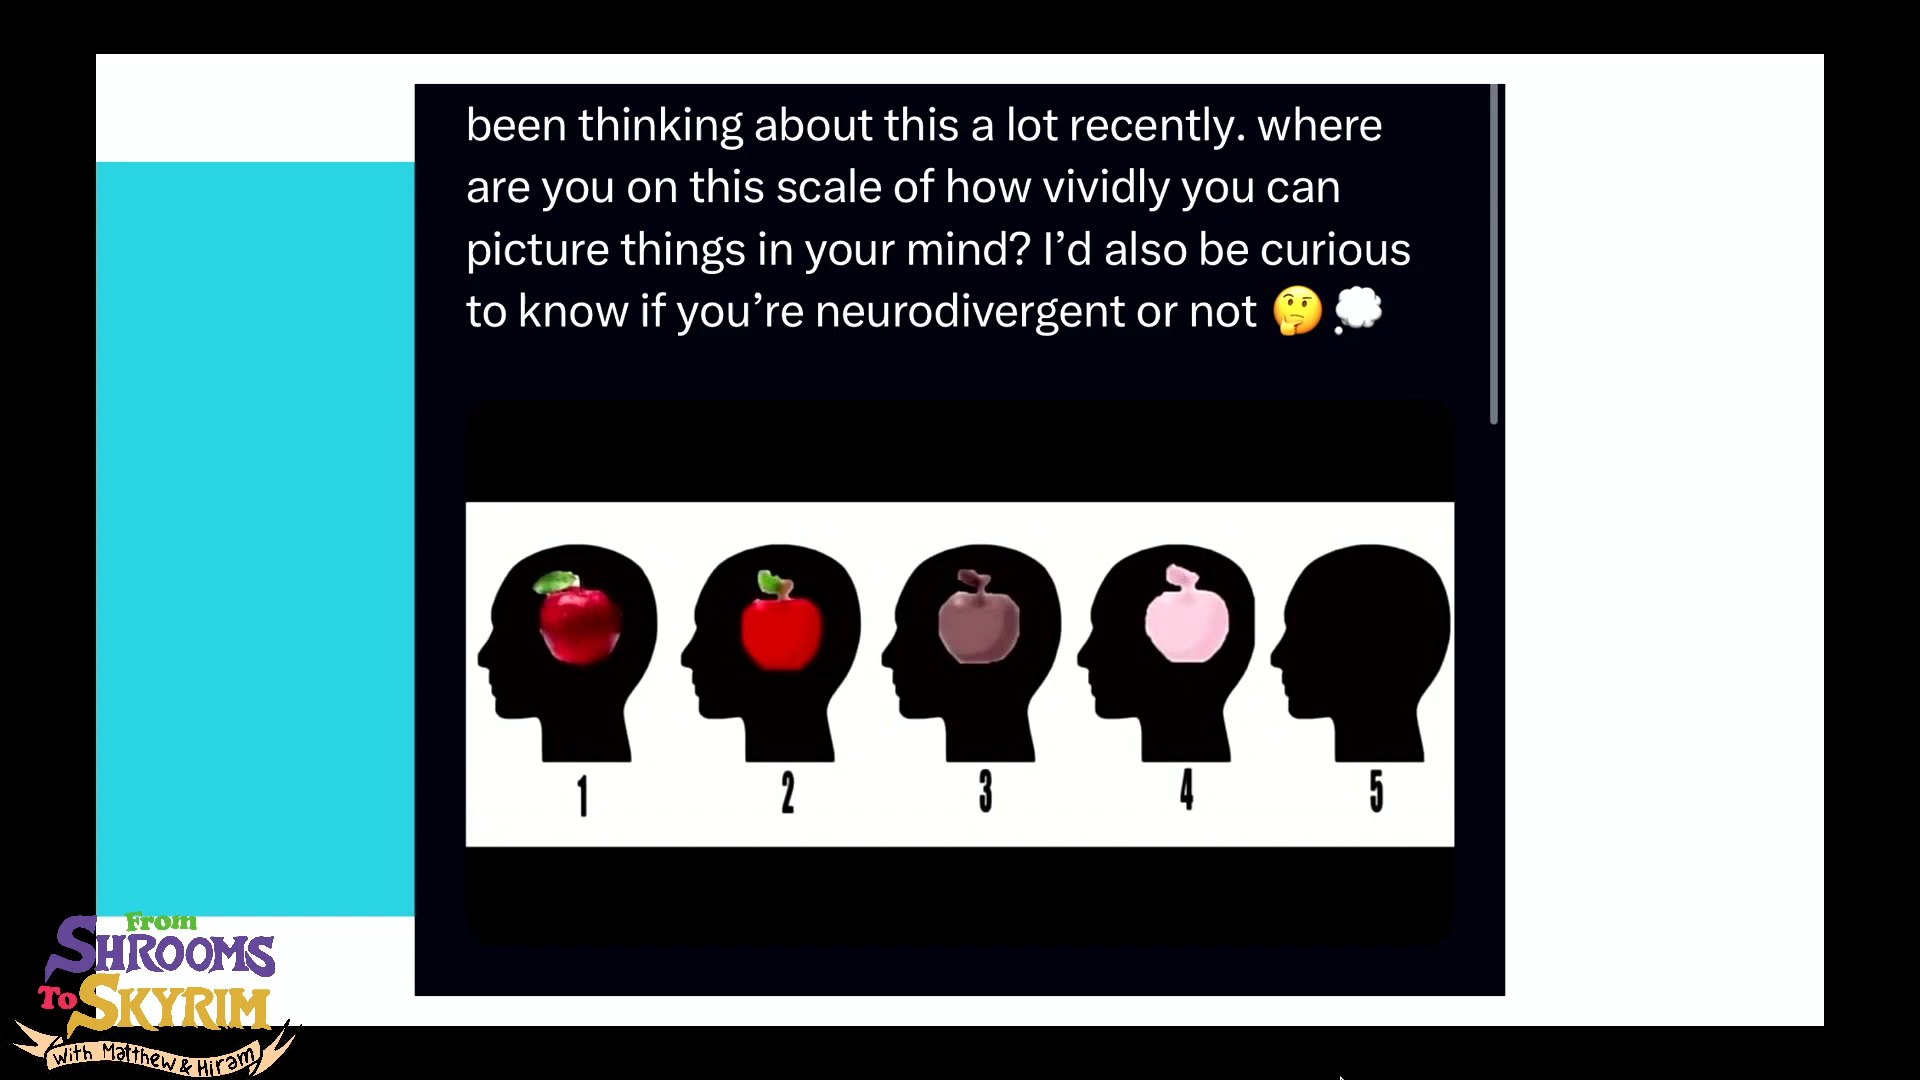 been thinking about this a lot recently. where
are you on this scale of how vividly you can
picture things in your mind? I’d also be curious
to know if you’re neurodivergent or not 🤔💭
1 2 3 4 5
From
SHROOMS
To SKYRIM
with Matthew & Hiram